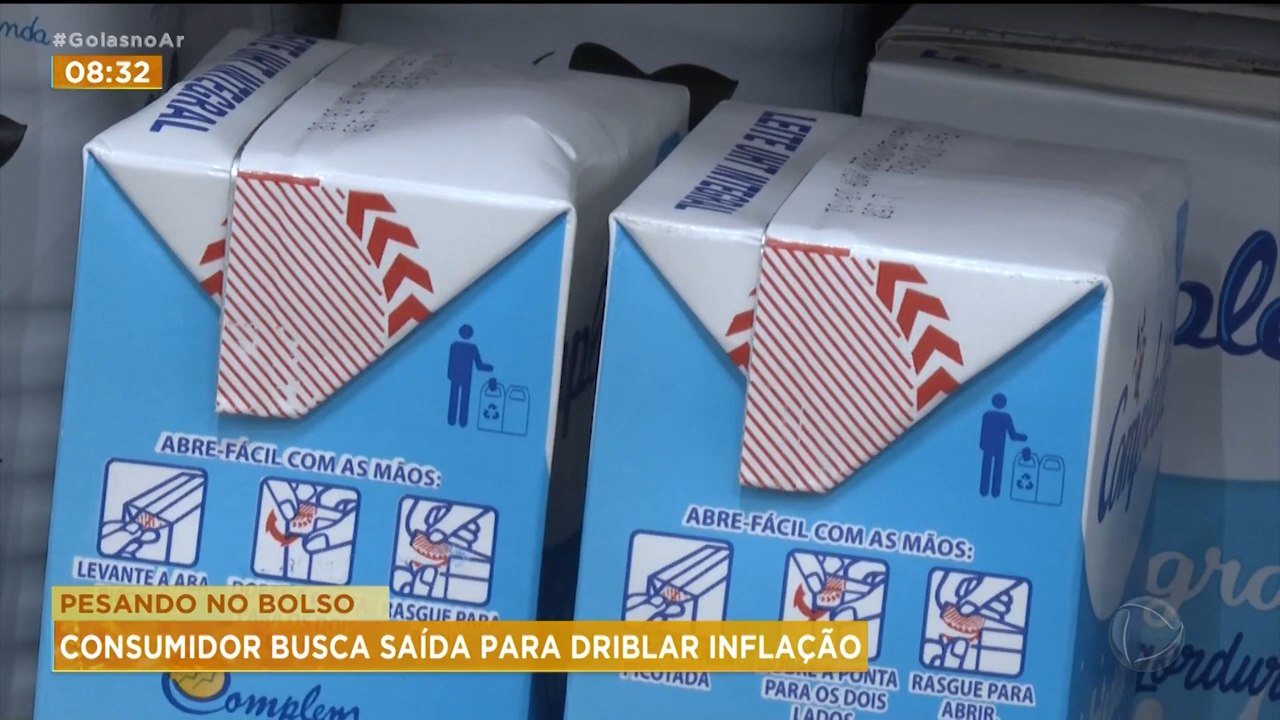 #GoiásnoAr
08:32
LEITE UHT INTEGRAL
LEITE UHT INTEGRAL
ABRE-FÁCIL COM AS MÃOS:
LEVANTE A ABA
RASGUE PARA
Complem
ABRE-FÁCIL COM AS MÃOS:
PICOTADA
A PONTA
PARA OS DOIS
LADOS
RASGUE PARA
ABRIR.
PESANDO NO BOLSO
CONSUMIDOR BUSCA SAÍDA PARA DRIBLAR INFLAÇÃO